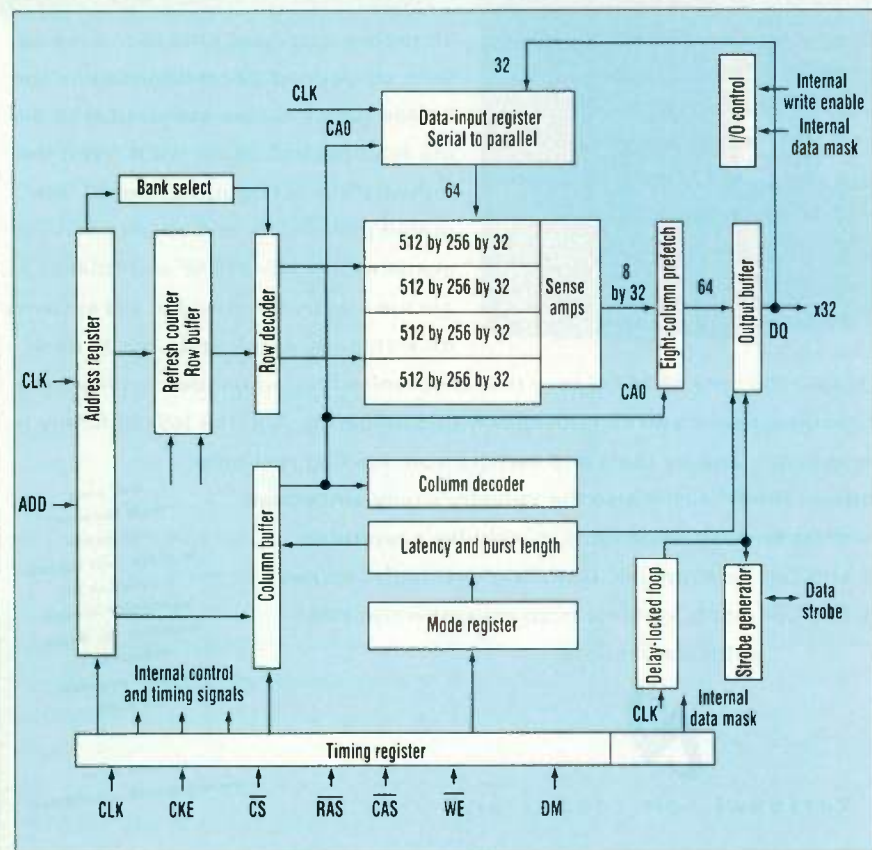 32
CLK
Data-input register
Serial to parallel
CA0
64
I/O control
Internal
write enable
Internal
data mask
Bank select
Address register
Refresh counter
Row buffer
Row decoder
512 by 256 by 32
512 by 256 by 32
512 by 256 by 32
512 by 256 by 32
Sense
amps
8
by 32
Eight-column prefetch
64
Output buffer
DQ
x32
CLK
CA0
ADD
Column buffer
Column decoder
Latency and burst length
Mode register
Delay-locked loop
Strobe generator
Data
strobe
CLK
Internal
data mask
Internal control
and timing signals
Timing register
CLK
CKE
C̅S̅
R̅A̅S̅
C̅A̅S̅
W̅E̅
DM